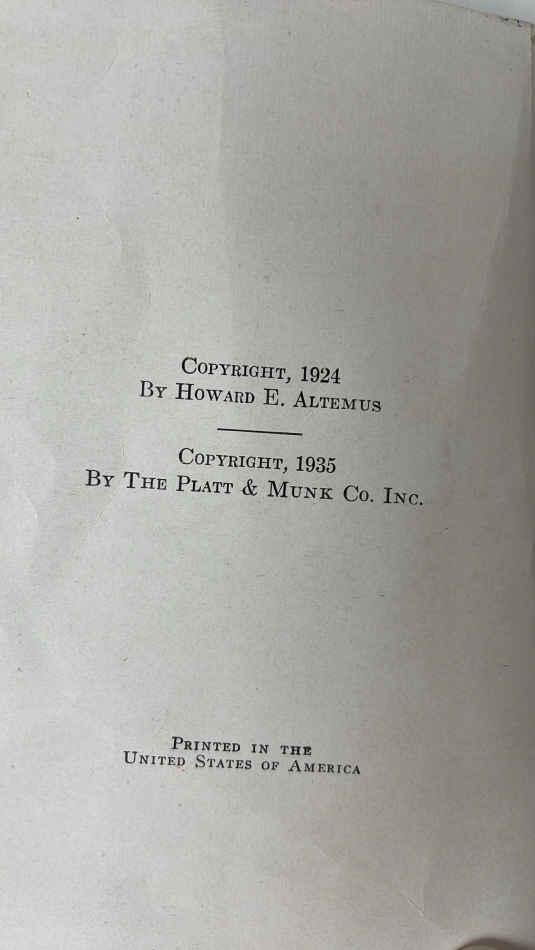 Copyright, 1924
By Howard E. Altemus
Copyright, 1935
By The Platt & Munk Co. Inc.
Printed in the
United States of America